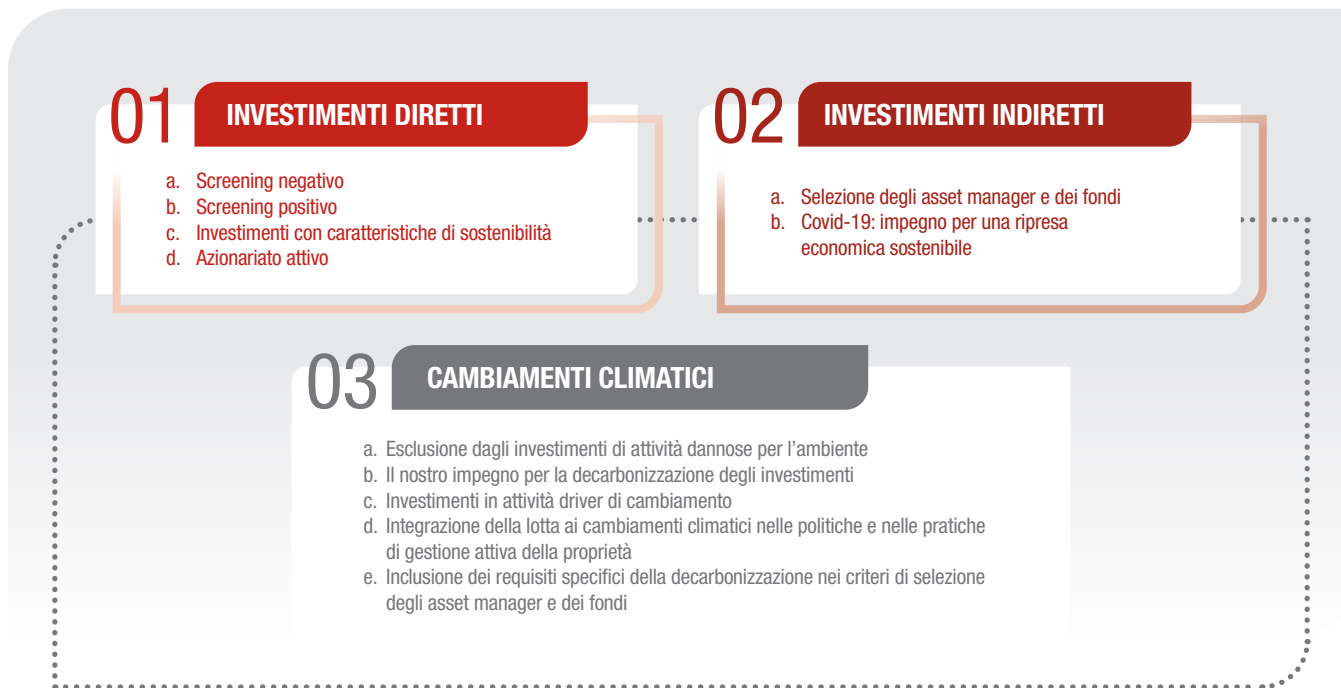 01
INVESTIMENTI DIRETTI
a. Screening negativo
b. Screening positivo
c. Investimenti con caratteristiche di sostenibilità
d. Azionariato attivo
02
INVESTIMENTI INDIRETTI
a. Selezione degli asset manager e dei fondi
b. Covid-19: impegno per una ripresa
economica sostenibile
03
CAMBIAMENTI CLIMATICI
a. Esclusione dagli investimenti di attività dannose per l’ambiente
b. Il nostro impegno per la decarbonizzazione degli investimenti
c. Investimenti in attività driver di cambiamento
d. Integrazione della lotta ai cambiamenti climatici nelle politiche e nelle pratiche
di gestione attiva della proprietà
e. Inclusione dei requisiti specifici della decarbonizzazione nei criteri di selezione
degli asset manager e dei fondi